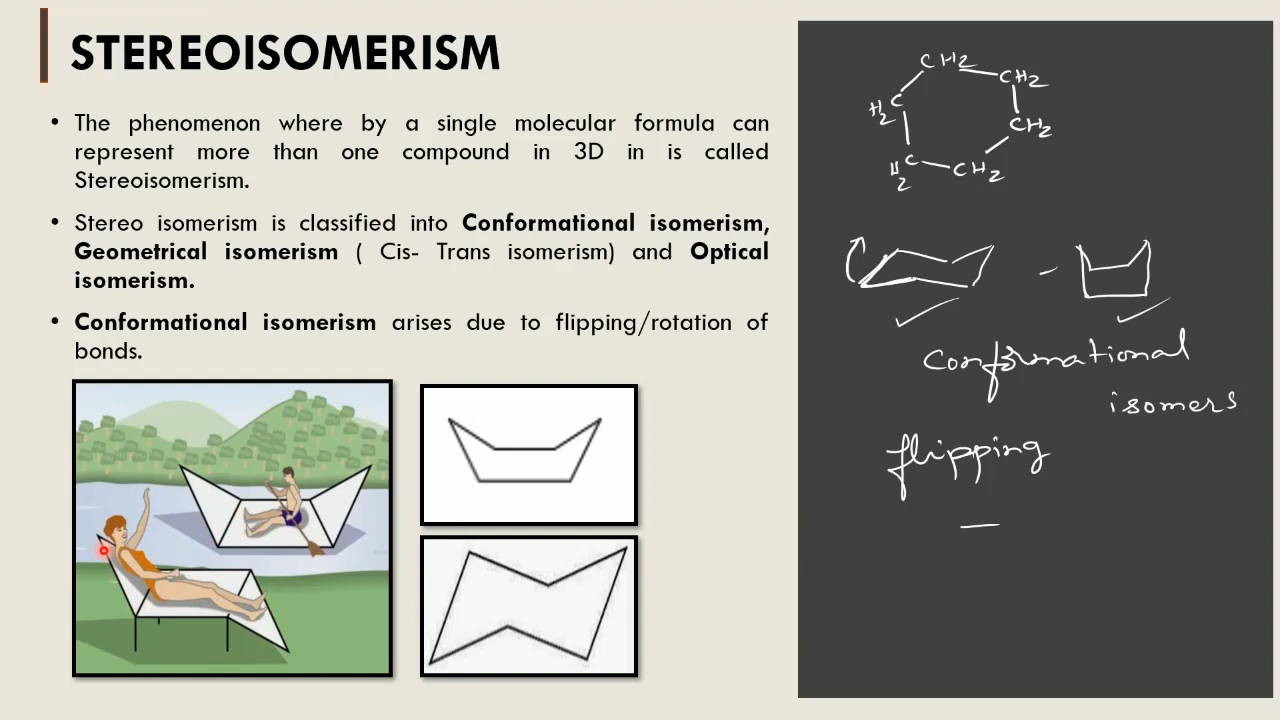 STEREOISOMERISM
• The phenomenon where by a single molecular formula can
represent more than one compound in 3D in is called
Stereoisomerism.
• Stereo isomerism is classified into Conformational isomerism,
Geometrical isomerism ( Cis- Trans isomerism) and Optical
isomerism.
• Conformational isomerism arises due to flipping/rotation of
bonds.
CH2
CH2
H2C
CH2
H2C
CH2
Conformational
isomers
flipping